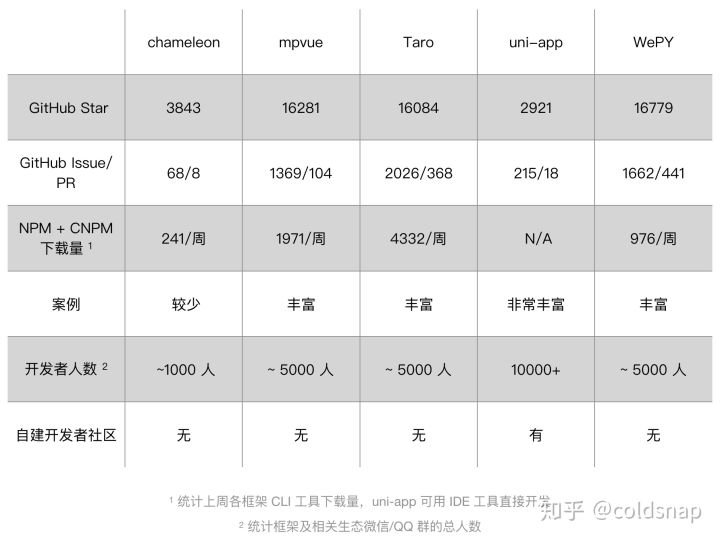 chameleon mpvue Taro uni-app WePY
GitHub Star 3843 16281 16084 2921 16779
GitHub Issue/
PR 68/8 1369/104 2026/368 215/18 1662/441
NPM + CNPM
下载量 1 241/周 1971/周 4332/周 N/A 976/周
案例 较少 丰富 丰富 非常丰富 丰富
开发者人数 2 ~1000 人 ~ 5000 人 ~ 5000 人 10000+ ~ 5000 人
自建开发者社区 无 无 无 有 无
1 统计上周各框架 CLI 工具下载量，uni-app 可用 IDE 工具直接开发
2 统计框架及相关生态微信/QQ 群的总人数
知乎 @coldsnap